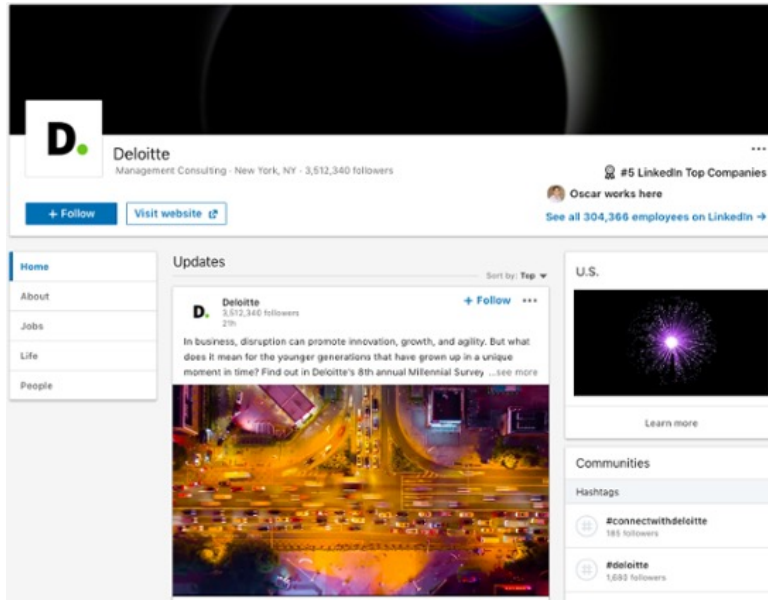 D.
Deloitte
Management Consulting · New York, NY · 3,512,340 followers
#5 LinkedIn Top Companies
Oscar works here
+ Follow
Visit website
See all 304,366 employees on LinkedIn →
Home
About
Jobs
Life
People
Updates
Sort by: Top
D.
Deloitte
3,512,340 followers
21h
+ Follow
In business, disruption can promote innovation, growth, and agility. But what
does it mean for the younger generations that have grown up in a unique
moment in time? Find out in Deloitte's 8th annual Millennial Survey ...see more
U.S.
Learn more
Communities
Hashtags
#connectwithdeloitte
185 followers
#deloitte
1,680 followers